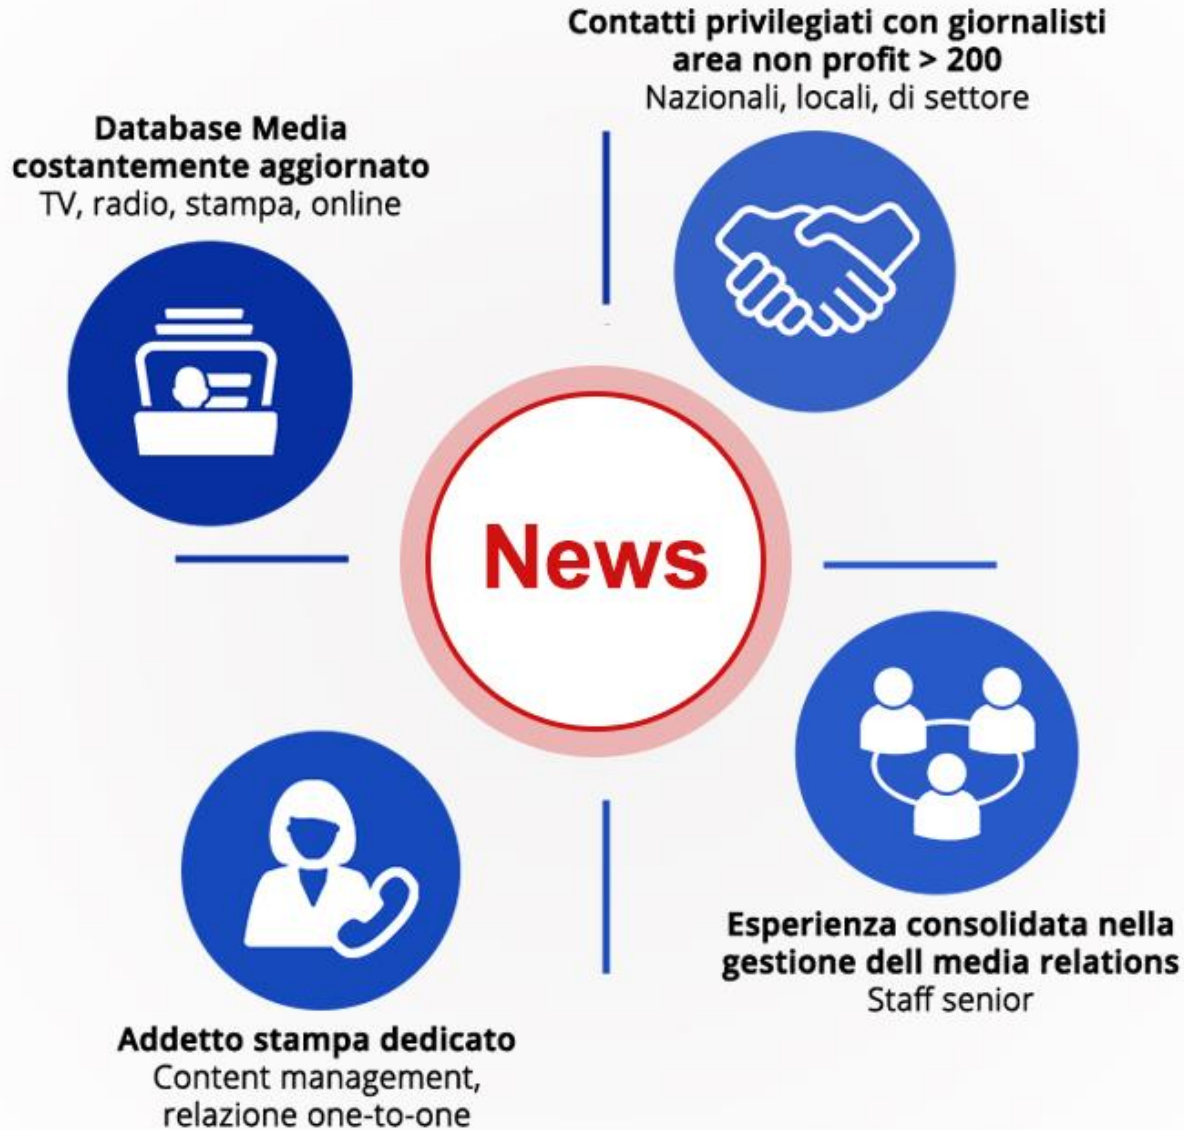 Contatti privilegiati con giornalisti
area non profit > 200
Nazionali, locali, di settore
Database Media
costantemente aggiornato
TV, radio, stampa, online
News
Esperienza consolidata nella
gestione dell media relations
Staff senior
Addetto stampa dedicato
Content management,
relazione one-to-one